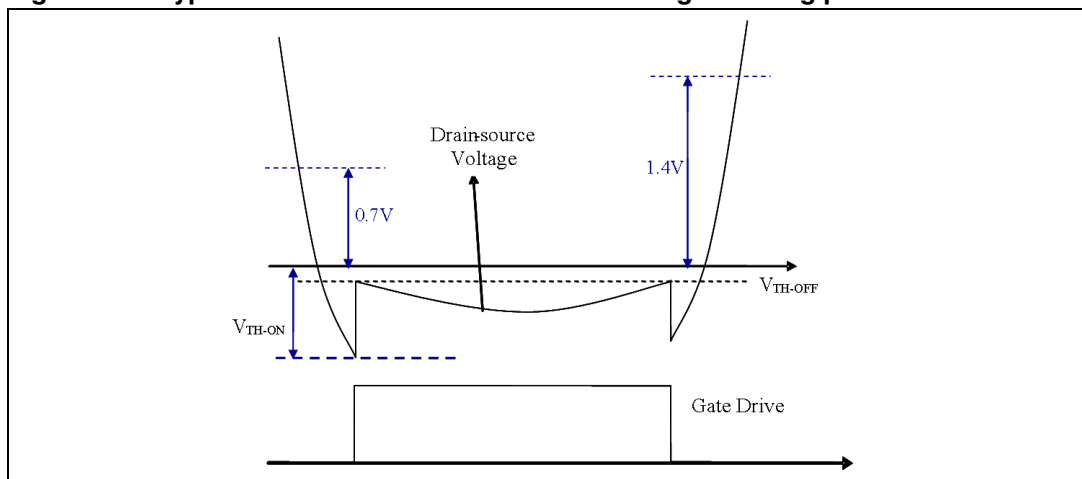 Drain-source
Voltage
0.7V
1.4V
VTH-OFF
VTH-ON
Gate Drive